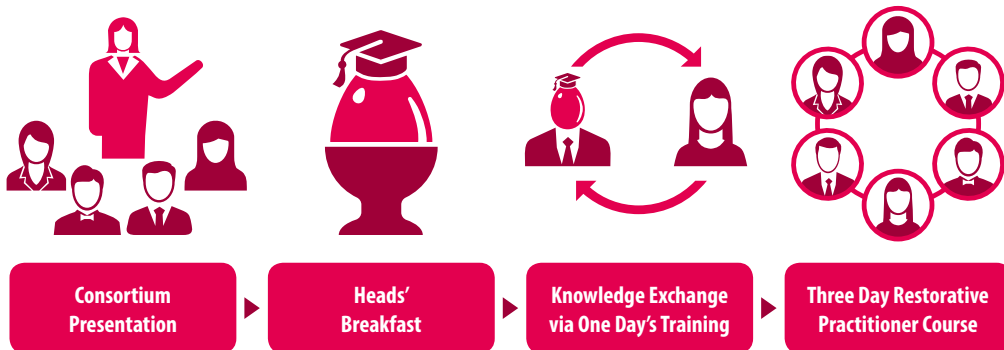 Consortium
Presentation
Heads’
Breakfast
Knowledge Exchange
via One Day’s Training
Three Day Restorative
Practitioner Course